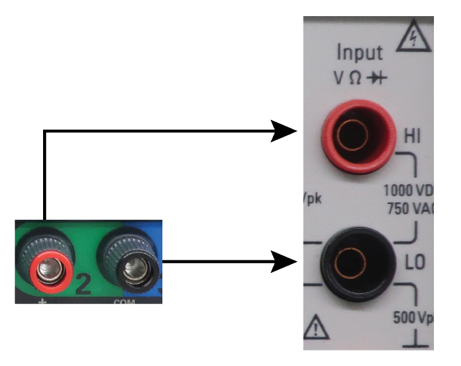 Input
V Ω
HI
/pk
1000 VD
750 VA
LO
500 Vp
2
+
COM